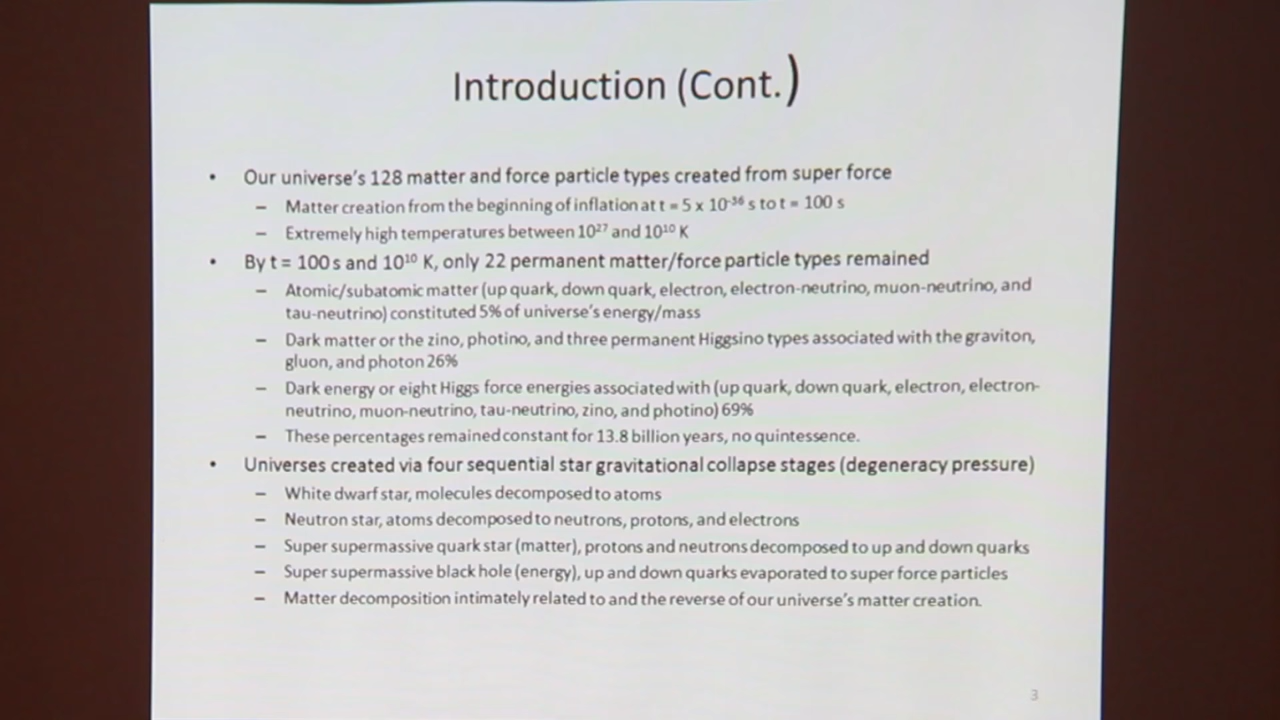 Introduction (Cont.)
• Our universe's 128 matter and force particle types created from super force
– Matter creation from the beginning of inflation at t = 5 x 10⁻³⁶ s to t = 100 s
– Extremely high temperatures between 10²⁷ and 10¹⁰ K
• By t = 100 s and 10¹⁰ K, only 22 permanent matter/force particle types remained
– Atomic/subatomic matter (up quark, down quark, electron, electron-neutrino, muon-neutrino, and
tau-neutrino) constituted 5% of universe's energy/mass
– Dark matter or the zino, photino, and three permanent Higgsino types associated with the graviton,
gluon, and photon 26%
– Dark energy or eight Higgs force energies associated with (up quark, down quark, electron, electron-
neutrino, muon-neutrino, tau-neutrino, zino, and photino) 69%
– These percentages remained constant for 13.8 billion years, no quintessence.
• Universes created via four sequential star gravitational collapse stages (degeneracy pressure)
– White dwarf star, molecules decomposed to atoms
– Neutron star, atoms decomposed to neutrons, protons, and electrons
– Super supermassive quark star (matter), protons and neutrons decomposed to up and down quarks
– Super supermassive black hole (energy), up and down quarks evaporated to super force particles
– Matter decomposition intimately related to and the reverse of our universe's matter creation.
3